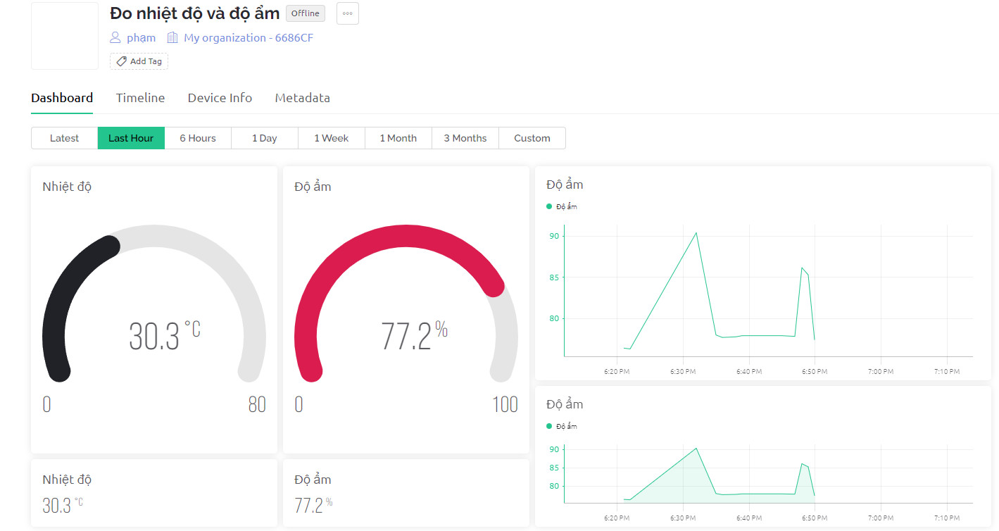 Đo nhiệt độ và độ ẩm Offline
phạm My organization - 6686CF
Add Tag
Dashboard Timeline Device Info Metadata
Latest Last Hour 6 Hours 1 Day 1 Week 1 Month 3 Months Custom
Nhiệt độ
30.3 °C
0 80
Độ ẩm
77.2 %
0 100
Độ ẩm
Độ ẩm
90
85
80
6:20 PM 6:30 PM 6:40 PM 6:50 PM 7:00 PM 7:10 PM
Nhiệt độ
30.3 °C
Độ ẩm
77.2 %
Độ ẩm
Độ ẩm
90
85
80
6:20 PM 6:30 PM 6:40 PM 6:50 PM 7:00 PM 7:10 PM